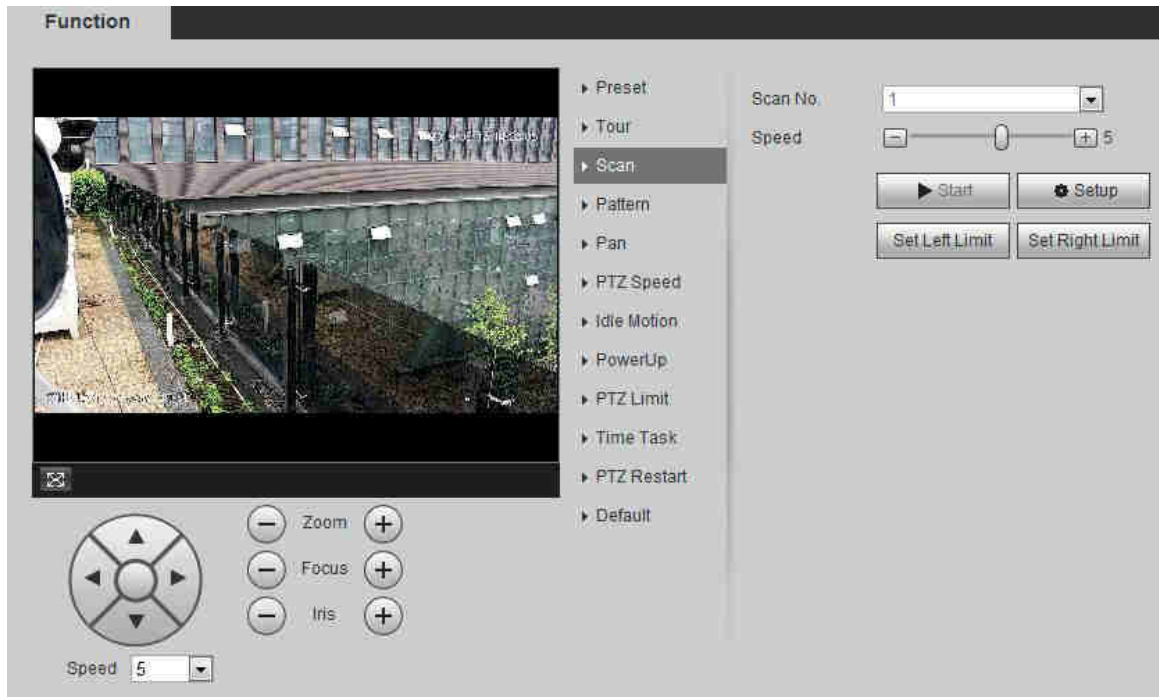 Function
Preset
Tour
Scan
Pattern
Pan
PTZ Speed
Idle Motion
PowerUp
PTZ Limit
Time Task
PTZ Restart
Default
Scan No. 1
Speed 5
Start
Setup
Set Left Limit
Set Right Limit
Zoom
Focus
Iris
Speed 5